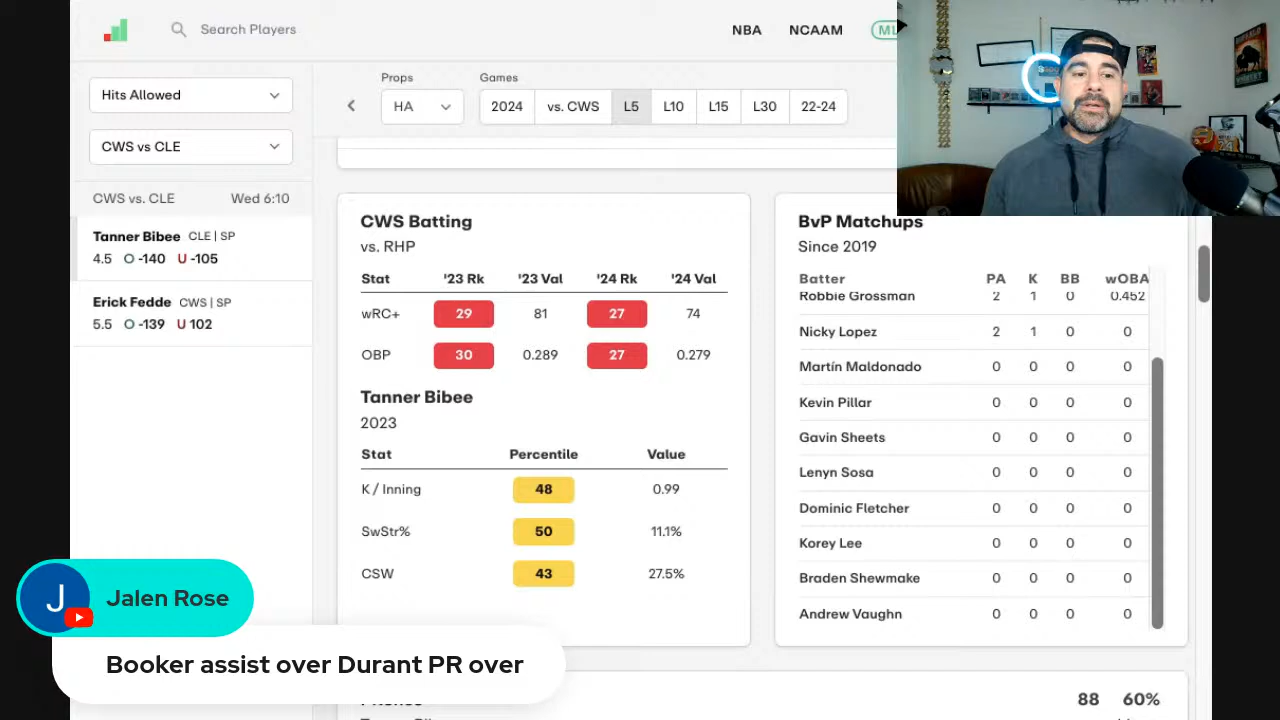 Search Players
NBA
NCAAM
Hits Allowed
CWS vs CLE
CWS vs. CLE Wed 6:10
Tanner Bibee CLE | SP
4.5 O -140 U -105
Erick Fedde CWS | SP
5.5 O -139 U 102
Props
HA
Games
2024 vs. CWS L5 L10 L15 L30 22-24
CWS Batting
vs. RHP
Stat '23 Rk '23 Val '24 Rk '24 Val
wRC+ 29 81 27 74
OBP 30 0.289 27 0.279
Tanner Bibee
2023
Stat Percentile Value
K / Inning 48 0.99
SwStr% 50 11.1%
CSW 43 27.5%
BvP Matchups
Since 2019
Batter PA K BB wOBA
Robbie Grossman 2 1 0 0.452
Nicky Lopez 2 1 0 0
Martín Maldonado 0 0 0 0
Kevin Pillar 0 0 0 0
Gavin Sheets 0 0 0 0
Lenyn Sosa 0 0 0 0
Dominic Fletcher 0 0 0 0
Korey Lee 0 0 0 0
Braden Shewmake 0 0 0 0
Andrew Vaughn 0 0 0 0
88 60%
J
Jalen Rose
Booker assist over Durant PR over